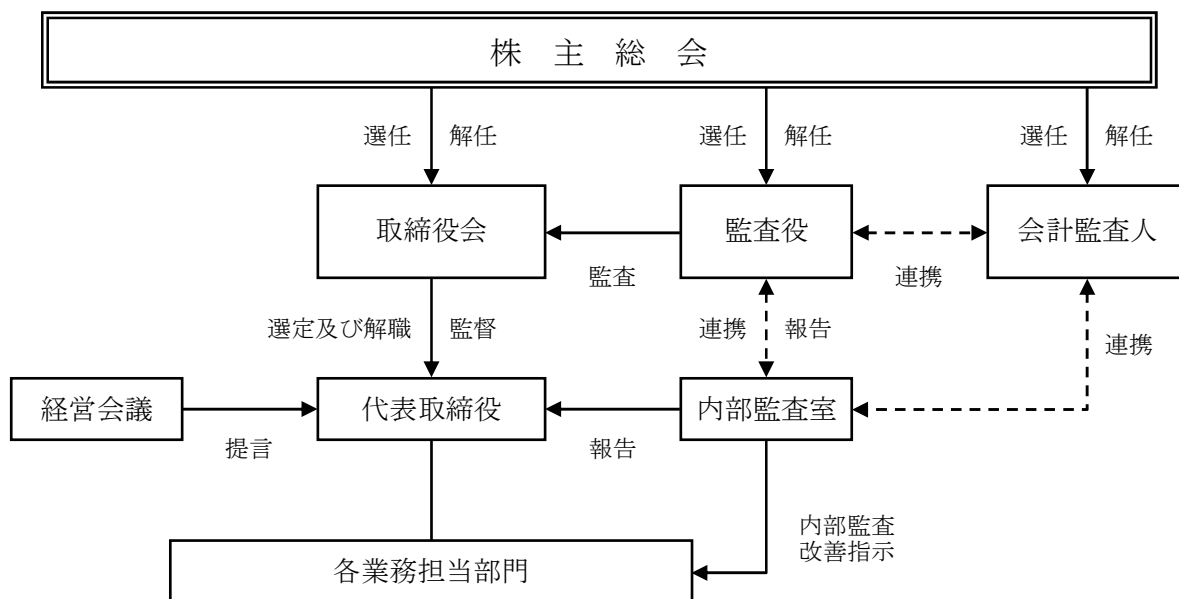 株 主 総 会
選任 解任 選任 解任 選任 解任
取締役会 監査役 会計監査人
監査 連携
選定及び解職 監督 連携 報告 連携
経営会議 代表取締役 内部監査室
提言 報告
内部監査
改善指示
各業務担当部門